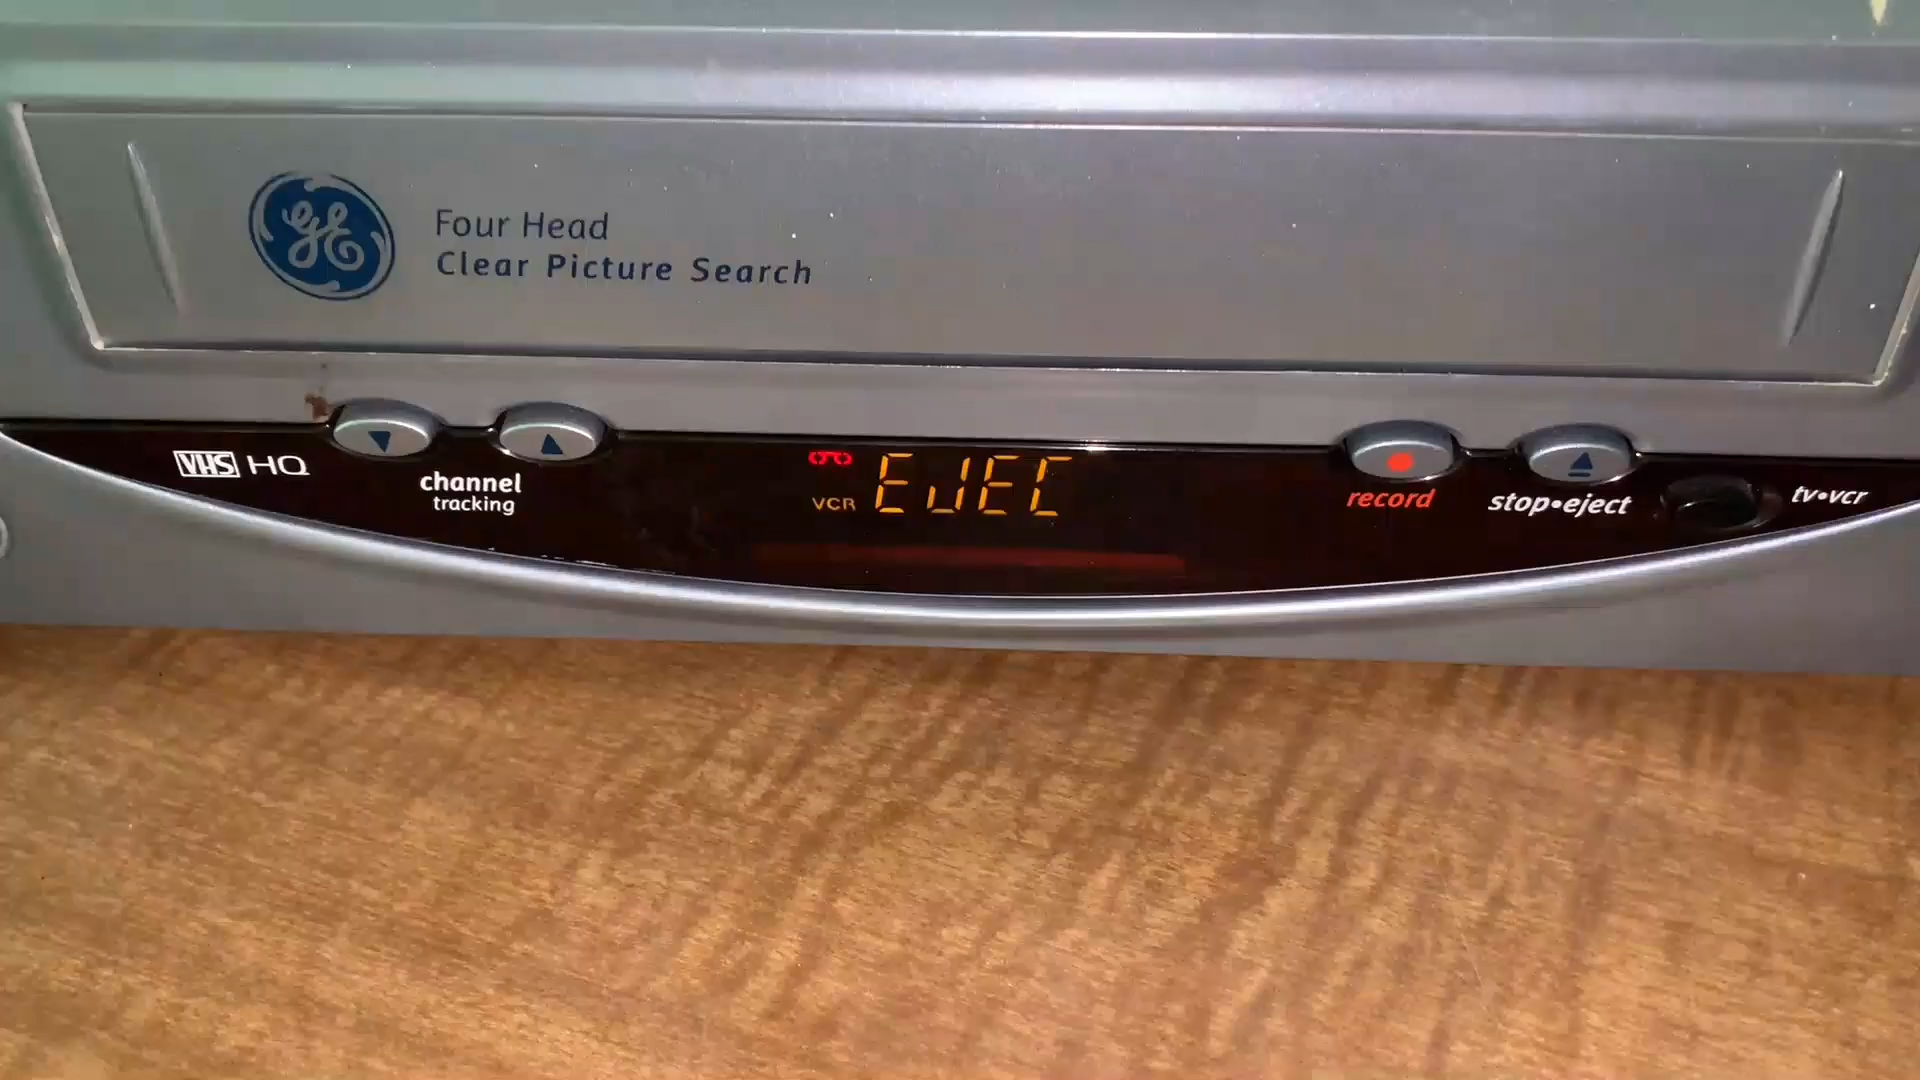 GE
Four Head
Clear Picture Search
VHS HQ
channel
tracking
VCR EJEC
record
stop•eject
tv•vcr